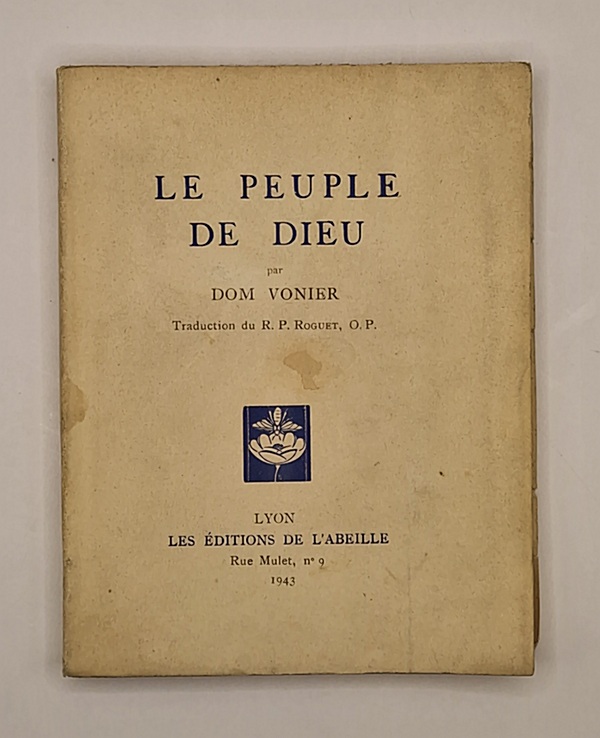 LE PEUPLE
DE DIEU
par
DOM VONIER
Traduction du R. P. ROGUET, O. P.
LYON
LES ÉDITIONS DE L'ABEILLE
Rue Mulet, n° 9
1943